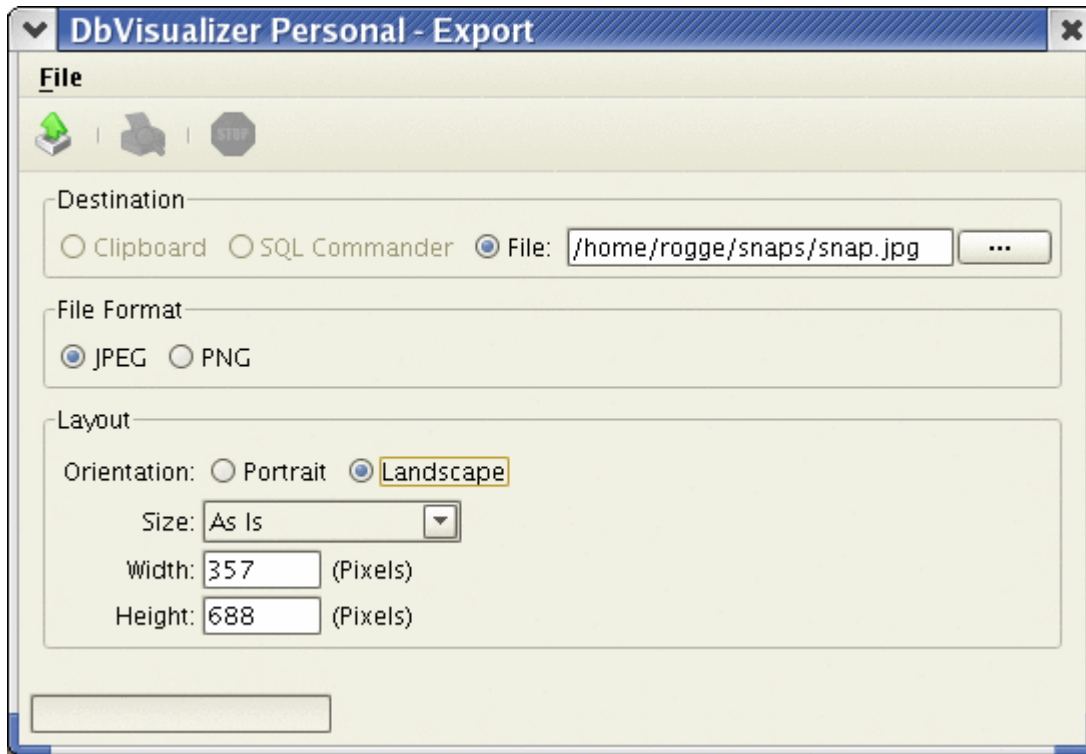 DbVisualizer Personal - Export
File
STOP
Destination
Clipboard SQL Commander File: /home/rogge/snaps/snap.jpg ...
File Format
JPEG PNG
Layout
Orientation: Portrait Landscape
Size: As Is
Width: 357 (Pixels)
Height: 688 (Pixels)